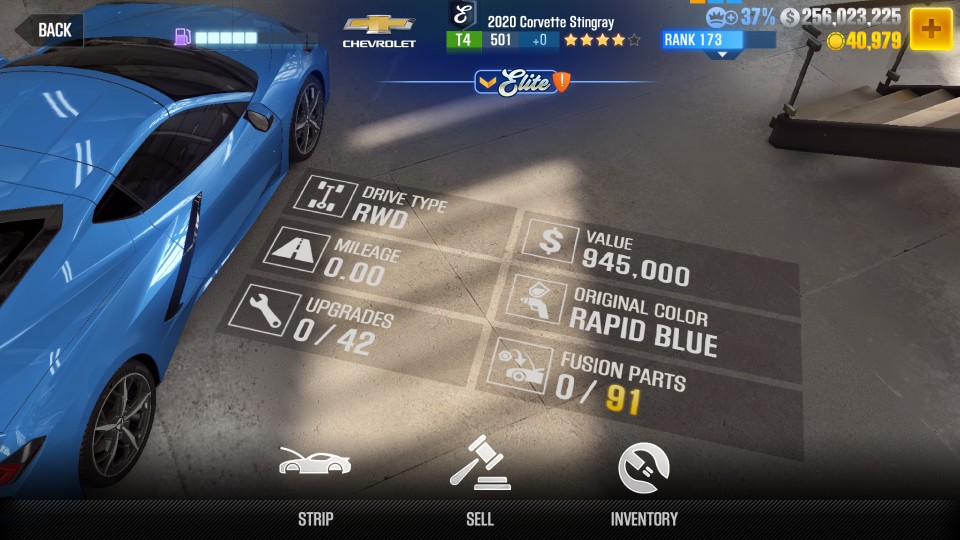 BACK
CHEVROLET
E
2020 Corvette Stingray
T4 501 +0
37%
$ 256,023,225
RANK 173
40,979
+
Elite !
DRIVE TYPE
RWD
MILEAGE
0.00
UPGRADES
0 / 42
$
VALUE
945,000
ORIGINAL COLOR
RAPID BLUE
FUSION PARTS
0 / 91
STRIP
SELL
INVENTORY